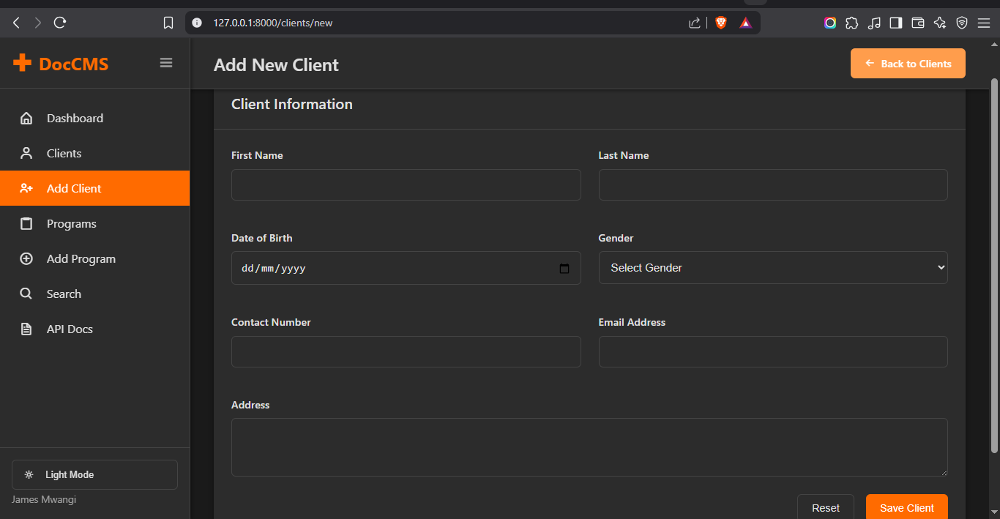 127.0.0.1:8000/clients/new
DocCMS
Add New Client
Back to Clients
Dashboard
Clients
Add Client
Programs
Add Program
Search
API Docs
Light Mode
James Mwangi
Client Information
First Name
Last Name
Date of Birth
Gender
dd/mm/yyyy
Select Gender
Contact Number
Email Address
Address
Reset
Save Client